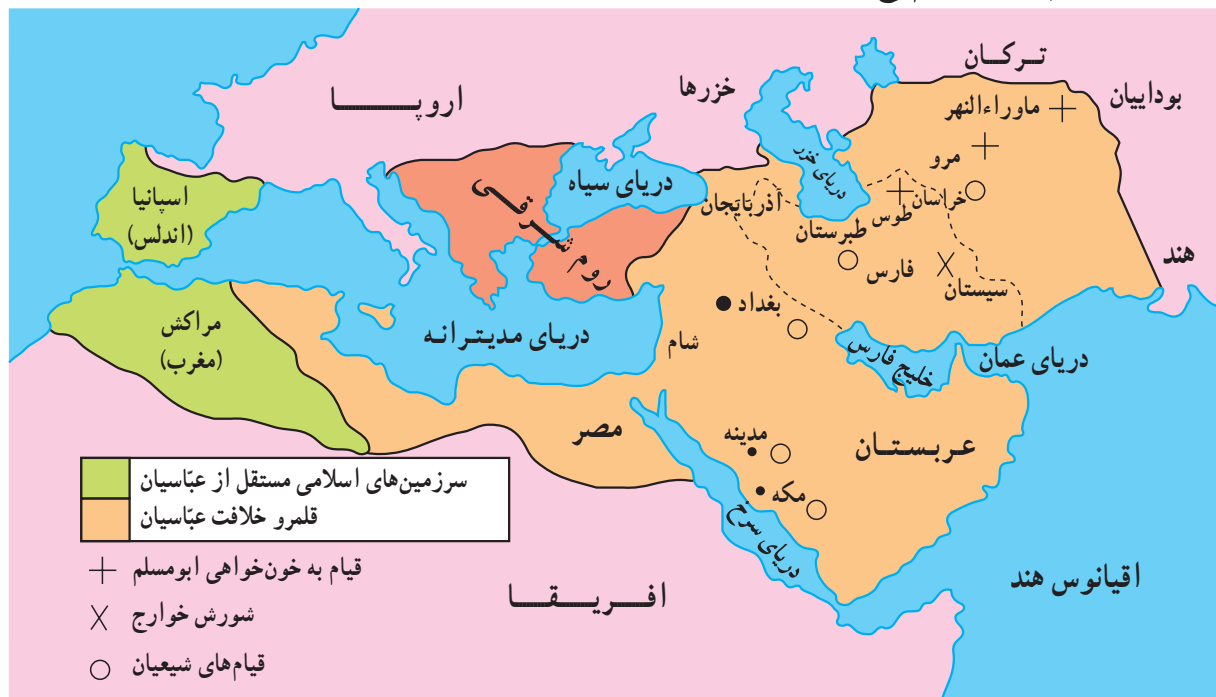 تركان
بوداییان
خزرها
اروپا
ماوراءالنهر
مرو
دریای خزر
خراسان
طوس
طبرستان
آذربایجان
دریای سیاه
روم شرقی
اسپانیا
(اندلس)
هند
فارس
سیستان
بغداد
شام
دریای مدیترانه
مراکش
(مغرب)
خلیج فارس
دریای عمان
مصر
مدینه
عربستان
مکه
دریای سرخ
اقیانوس هند
افریقا
سرزمین‌های اسلامی مستقل از عبّاسیان
قلمرو خلافت عبّاسیان
قیام به خون‌خواهی ابومسلم
شورش خوارج
قیام‌های شیعیان